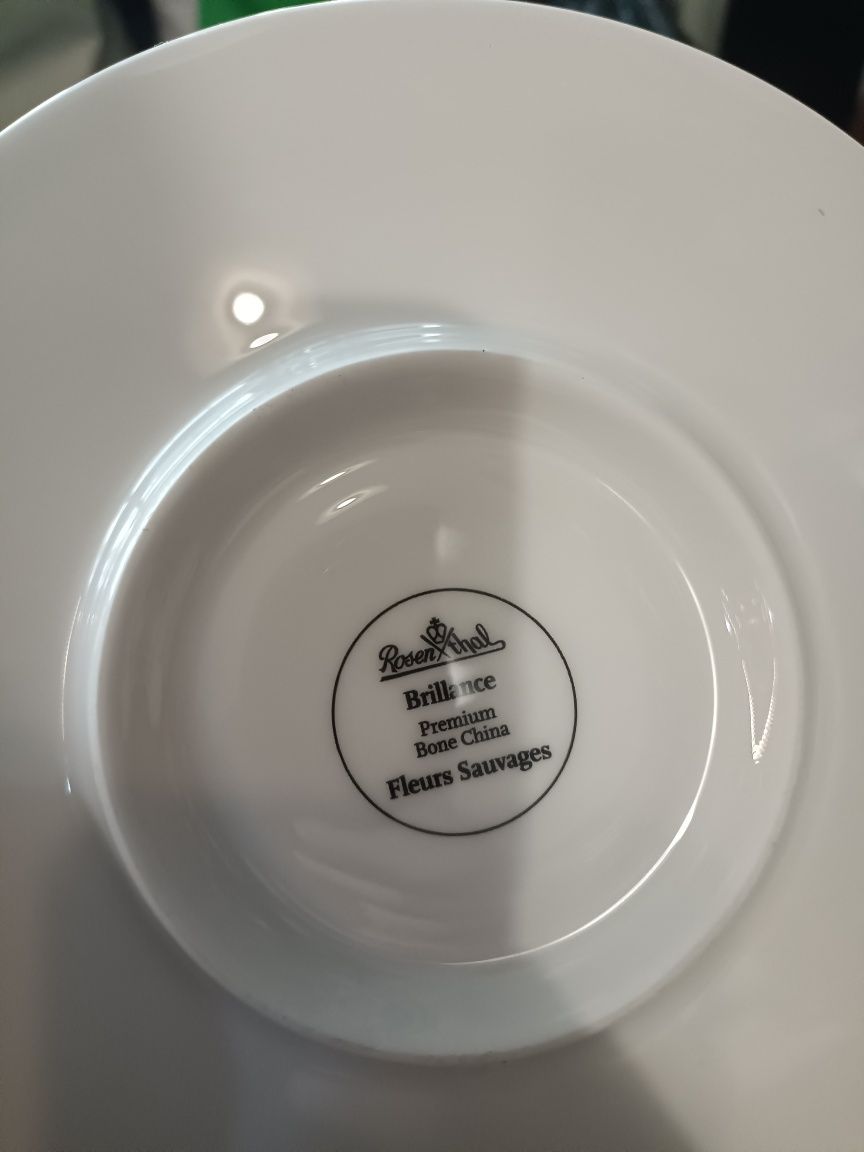 Rosenthal
Brillance
Premium
Bone China
Fleurs Sauvages